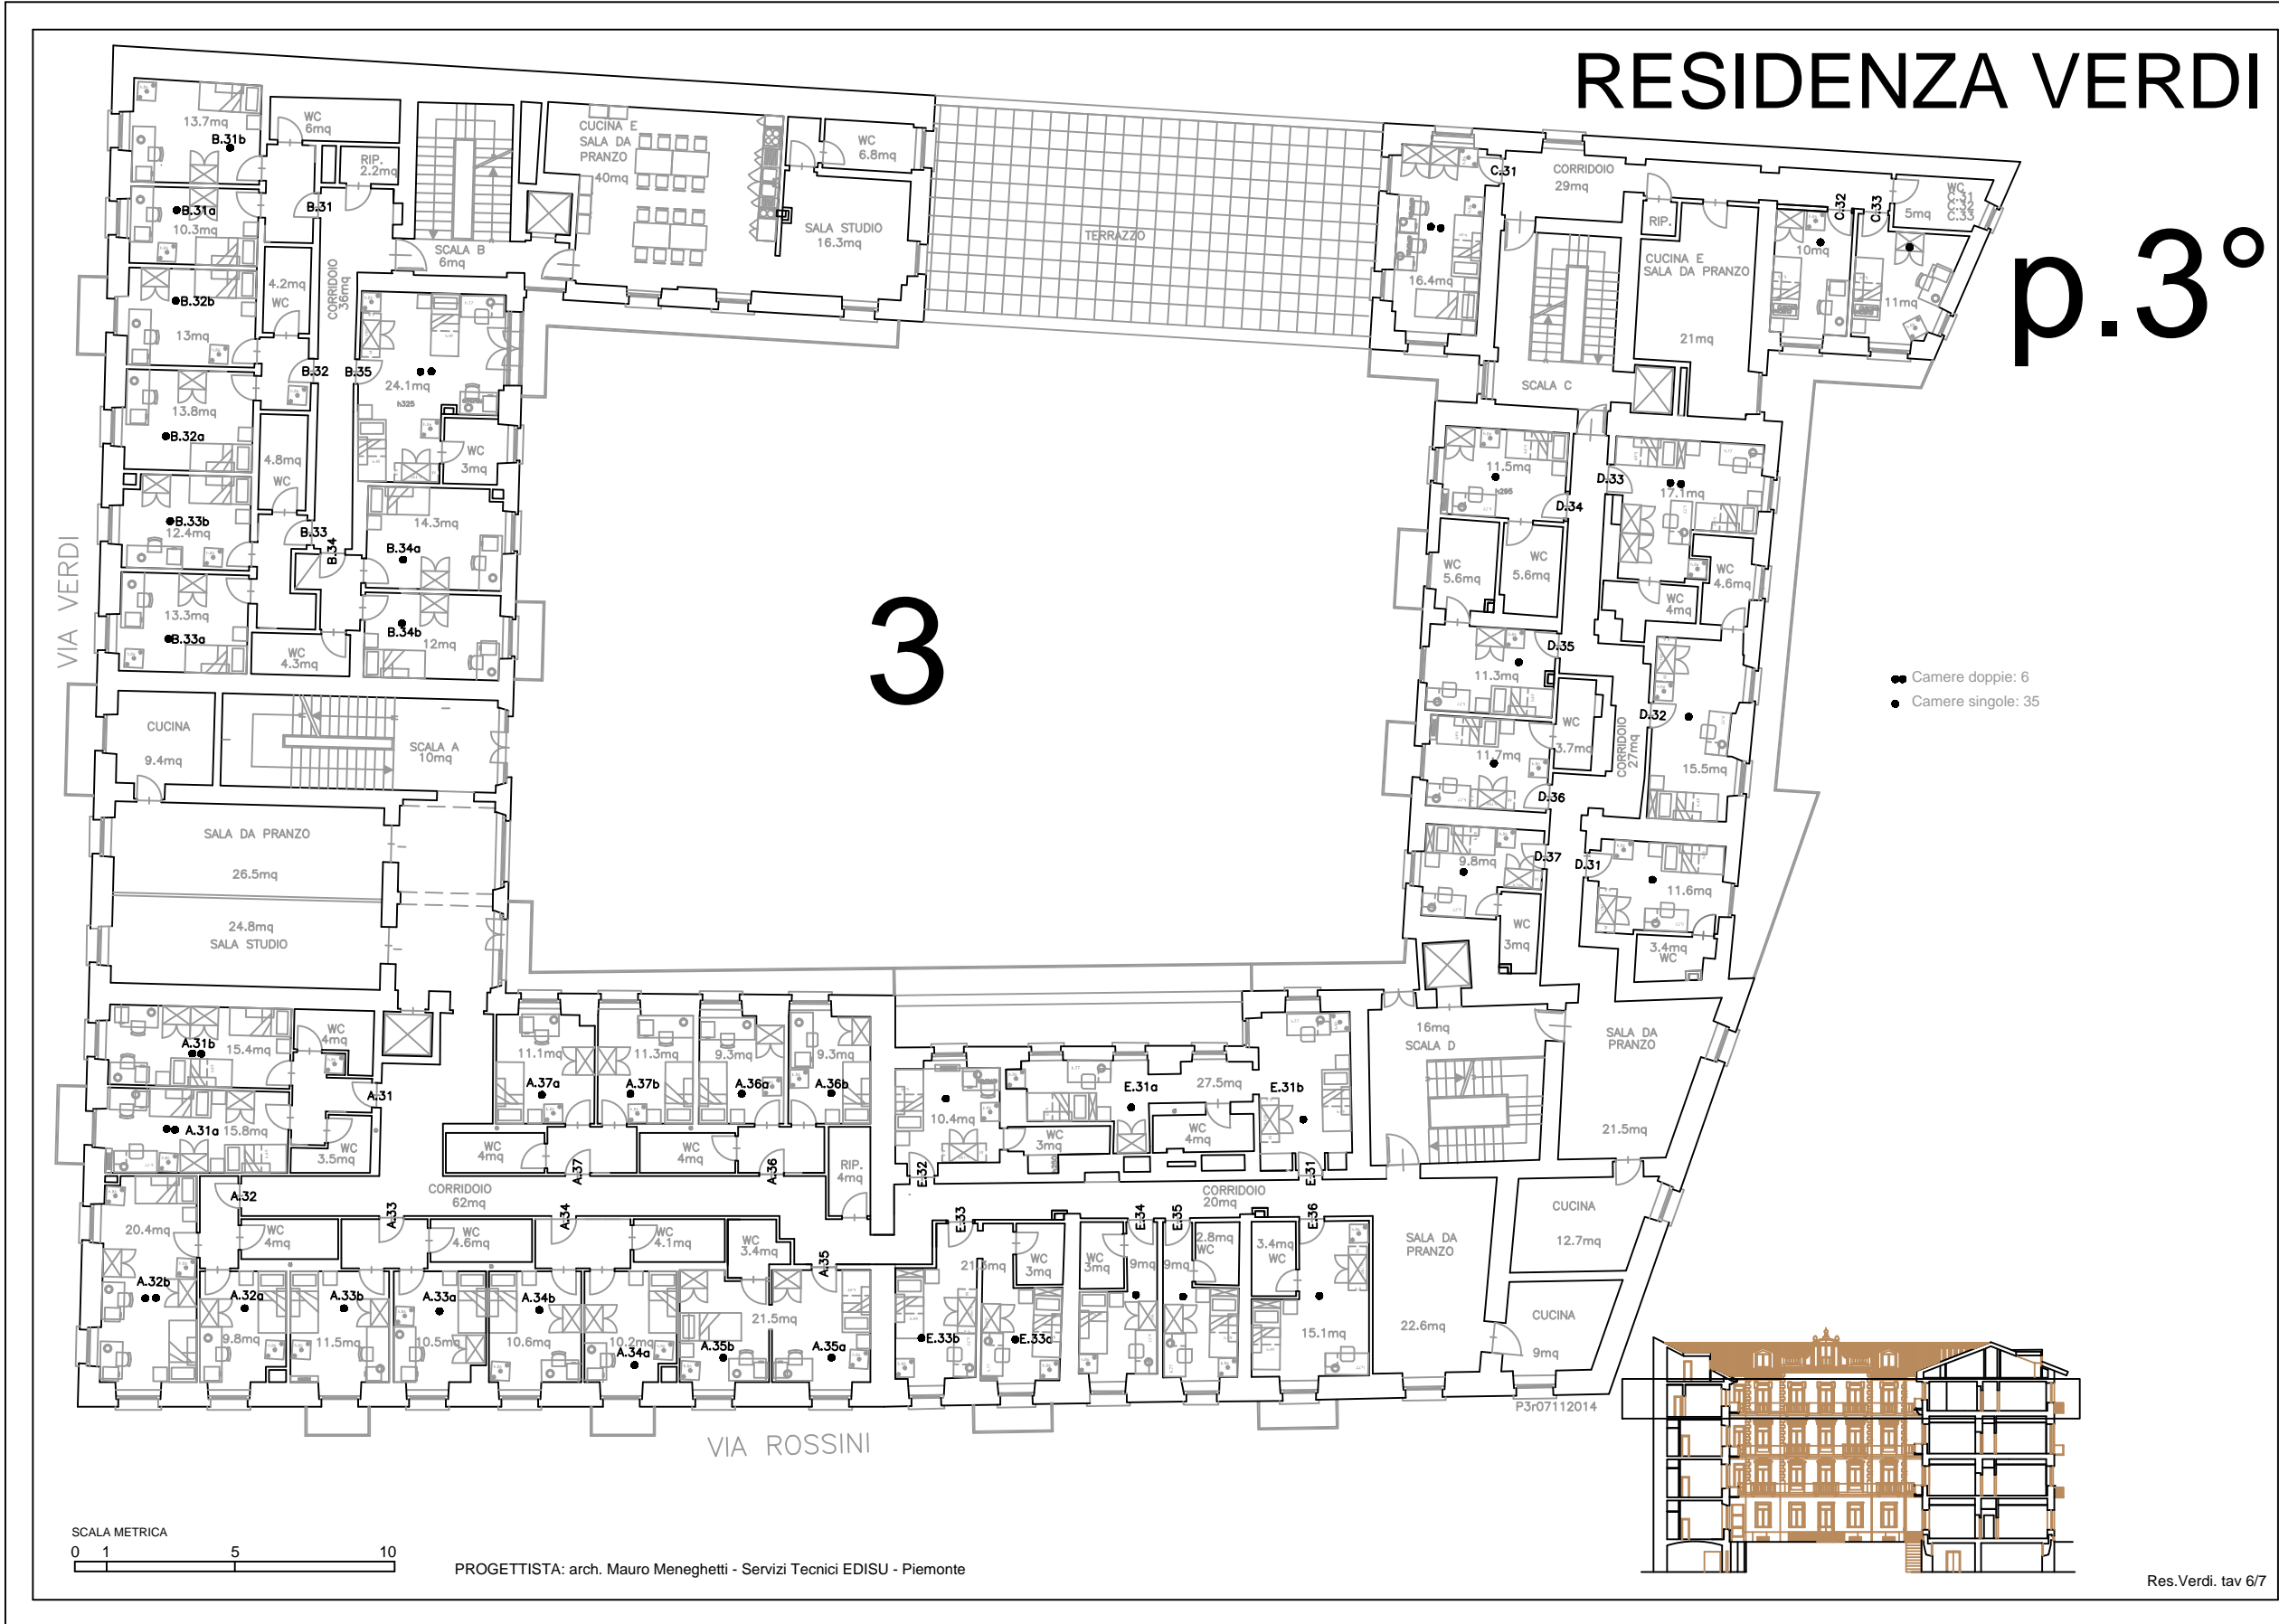 RESIDENZA VERDI
p.3°
13.7mq
B.31b
WC
6mq
RIP.
2.2mq
CUCINA E
SALA DA
PRANZO
40mq
WC
6.8mq
SALA STUDIO
16.3mq
TERRAZZO
C.31
CORRIDOIO
29mq
RIP.
C.32
C.33
WC
C.31
C.32
C.33
5mq
B.31a
10.3mq
B.31
SCALA B
6mq
4.2mq
WC
CORRIDOIO
36mq
16.4mq
CUCINA E
SALA DA PRANZO
21mq
10mq
11mq
B.32b
13mq
B.32
B.35
24.1mq
h325
WC
3mq
SCALA C
13.8mq
B.32a
4.8mq
WC
11.5mq
h295
D.34
D.33
17.1mq
B.33b
12.4mq
B.33
B.34
14.3mq
B.34a
WC
5.6mq
WC
5.6mq
WC
4.6mq
WC
4mq
VIA VERDI
13.3mq
B.33a
WC
4.3mq
B.34b
12mq
3
D.35
11.3mq
Camere doppie: 6
Camere singole: 35
CUCINA
9.4mq
SCALA A
10mq
11.7mq
WC
3.7mq
D.36
CORRIDOIO
27mq
D.32
15.5mq
SALA DA PRANZO
26.5mq
24.8mq
SALA STUDIO
9.8mq
D.37
WC
3mq
D.31
11.6mq
3.4mq
WC
A.31b
15.4mq
WC
4mq
A.31
A.31a
15.8mq
WC
3.5mq
11.1mq
A.37a
11.3mq
A.37b
9.3mq
A.36a
9.3mq
A.36b
10.4mq
E.31a
27.5mq
E.31b
WC
3mq
WC
4mq
h200
16mq
SCALA D
SALA DA
PRANZO
21.5mq
WC
4mq
A.37
WC
4mq
A.36
RIP.
4mq
E.32
E.31
CORRIDOIO
62mq
CORRIDOIO
20mq
A.32
A.33
A.34
A.35
E.33
E.34
E.35
E.36
20.4mq
WC
4mq
WC
4.6mq
WC
4.1mq
WC
3.4mq
WC
3mq
WC
3mq
2.8mq
WC
3.4mq
WC
SALA DA
PRANZO
22.6mq
CUCINA
12.7mq
CUCINA
9mq
A.32b
A.32a
9.8mq
A.33b
11.5mq
A.33a
10.5mq
A.34b
10.6mq
10.2mq
A.34a
A.35b
21.5mq
A.35a
E.33b
E.33a
9mq
9mq
15.1mq
P3r07112014
VIA ROSSINI
SCALA METRICA
0 1 5 10
PROGETTISTA: arch. Mauro Meneghetti - Servizi Tecnici EDISU - Piemonte
Res.Verdi. tav 6/7